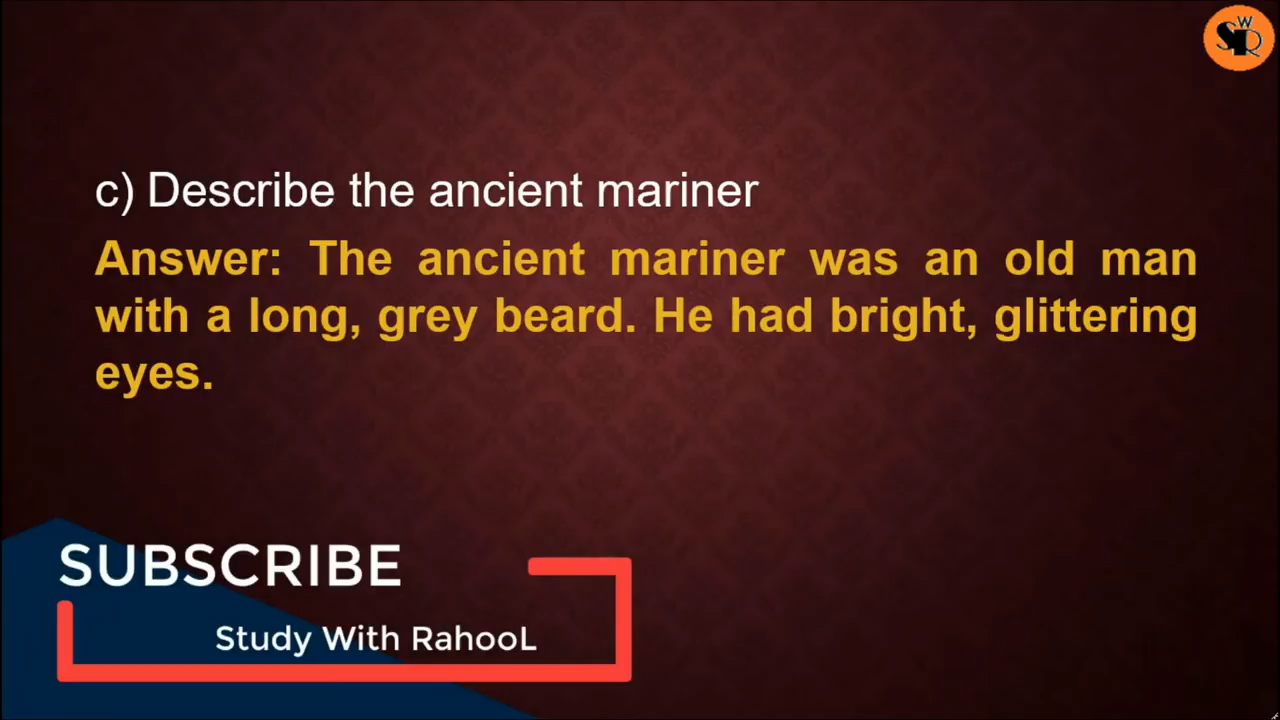 SWR
c) Describe the ancient mariner
Answer: The ancient mariner was an old man
with a long, grey beard. He had bright, glittering
eyes.
SUBSCRIBE
Study With RahooL